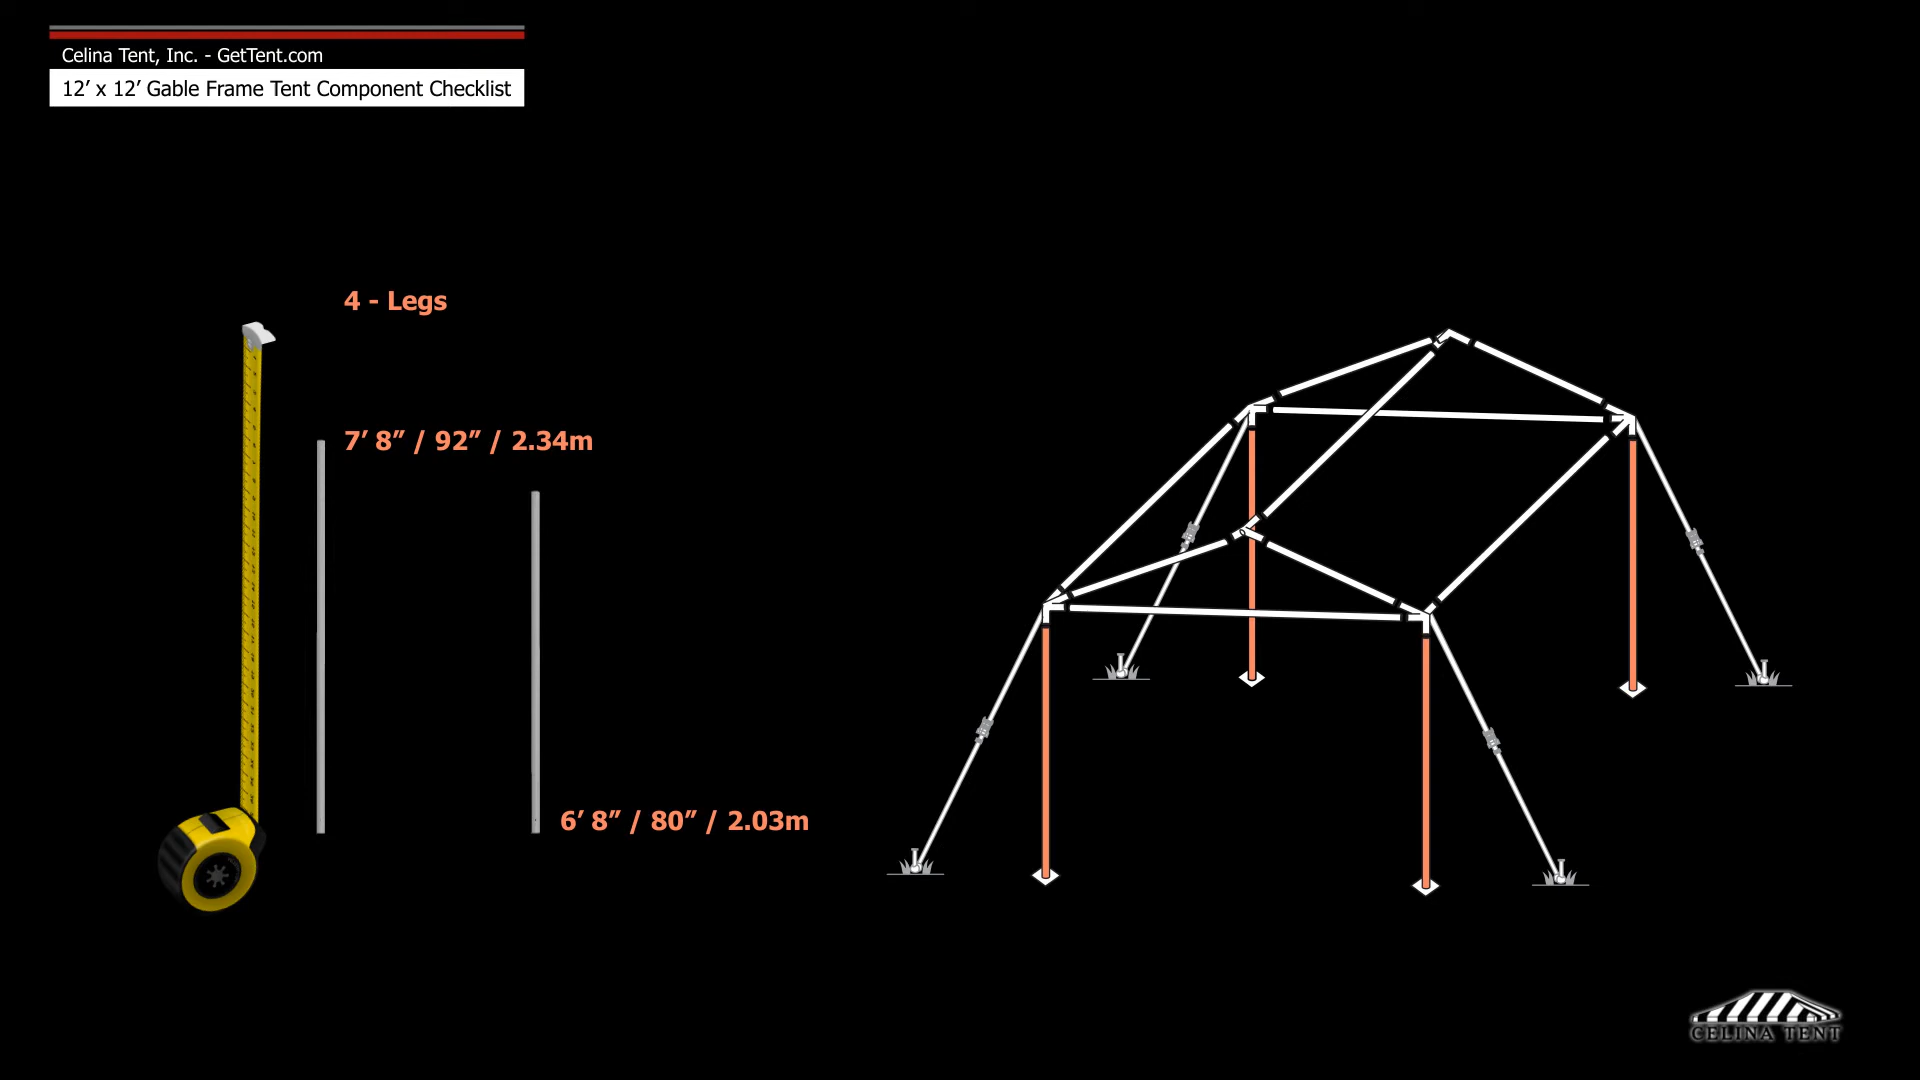 Celina Tent, Inc. - GetTent.com
12’ x 12’ Gable Frame Tent Component Checklist
4 - Legs
7’ 8” / 92” / 2.34m
6’ 8” / 80” / 2.03m
CELINA TENT